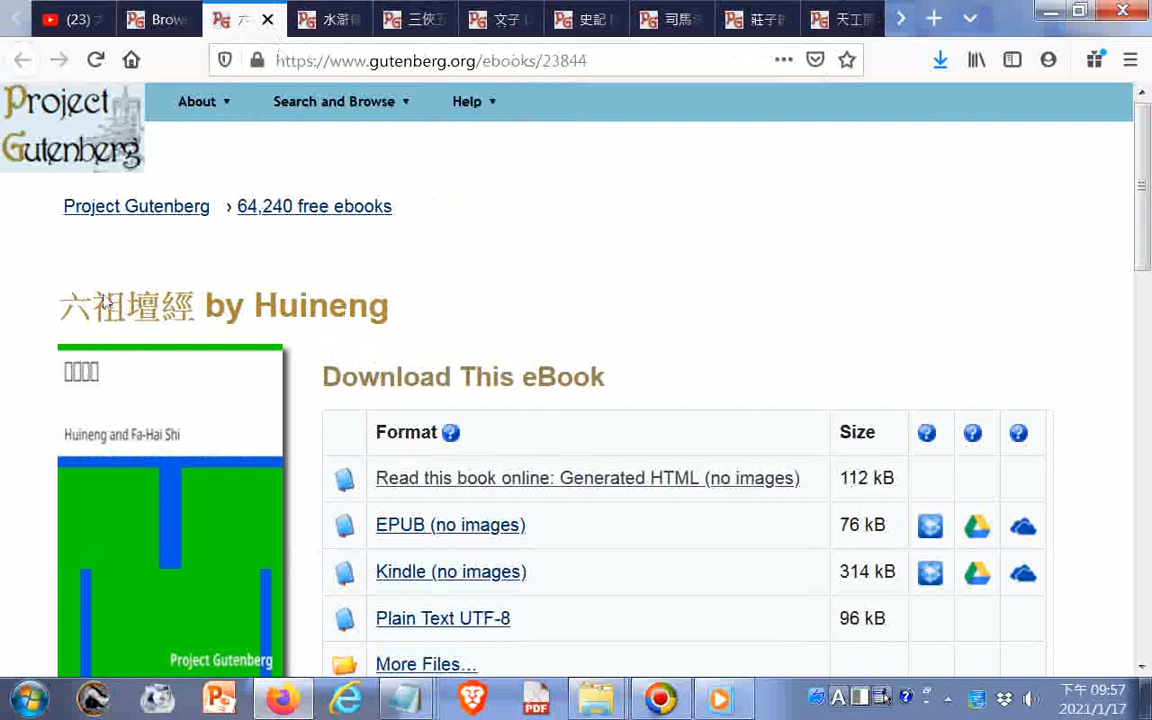 (23)
Brow
六
水滸
三俠五
文子
史記
司馬
莊子
天工
https://www.gutenberg.org/ebooks/23844
Project
Gutenberg
About
Search and Browse
Help
Project Gutenberg › 64,240 free ebooks
六祖壇經 by Huineng
Huineng and Fa-Hai Shi
Project Gutenberg
Download This eBook
Format Size
Read this book online: Generated HTML (no images) 112 kB
EPUB (no images) 76 kB
Kindle (no images) 314 kB
Plain Text UTF-8 96 kB
More Files…
PDF
A
下午 09:57
2021/1/17